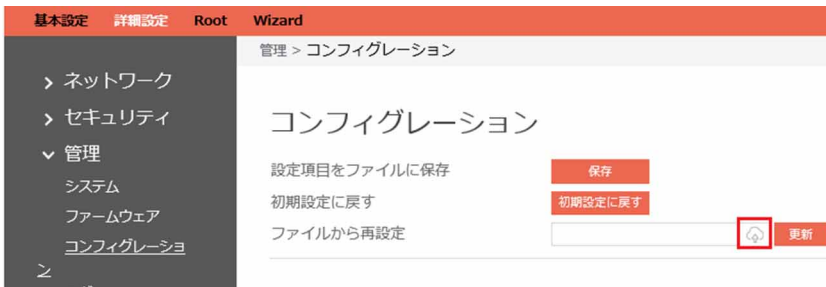 基本設定 詳細設定 Root Wizard
管理 > コンフィグレーション
ネットワーク
セキュリティ
管理
システム
ファームウェア
コンフィグレーショ
ン
コンフィグレーション
設定項目をファイルに保存 保存
初期設定に戻す 初期設定に戻す
ファイルから再設定 更新